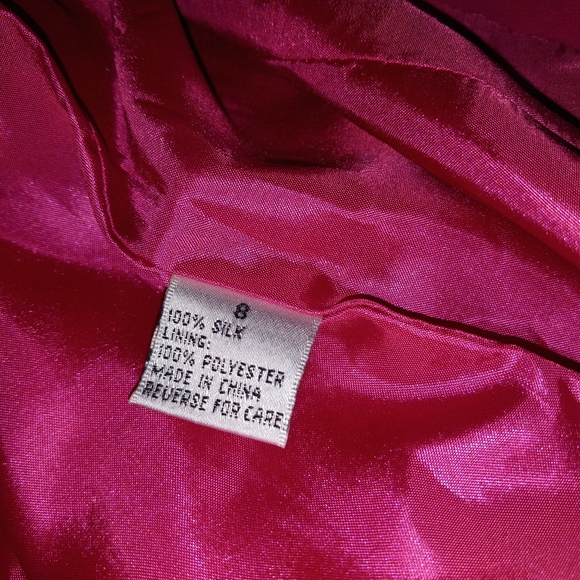 8
100% SILK
LINING:
100% POLYESTER
MADE IN CHINA
REVERSE FOR CARE